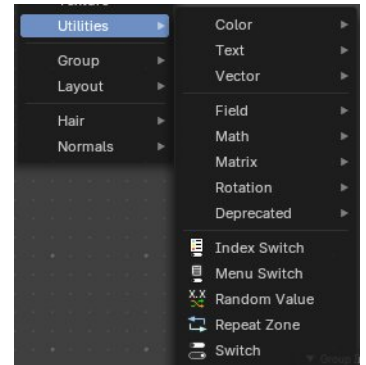 Utilities
Group
Layout
Hair
Normals
Color
Text
Vector
Field
Math
Matrix
Rotation
Deprecated
Index Switch
Menu Switch
Random Value
Repeat Zone
Switch
Group